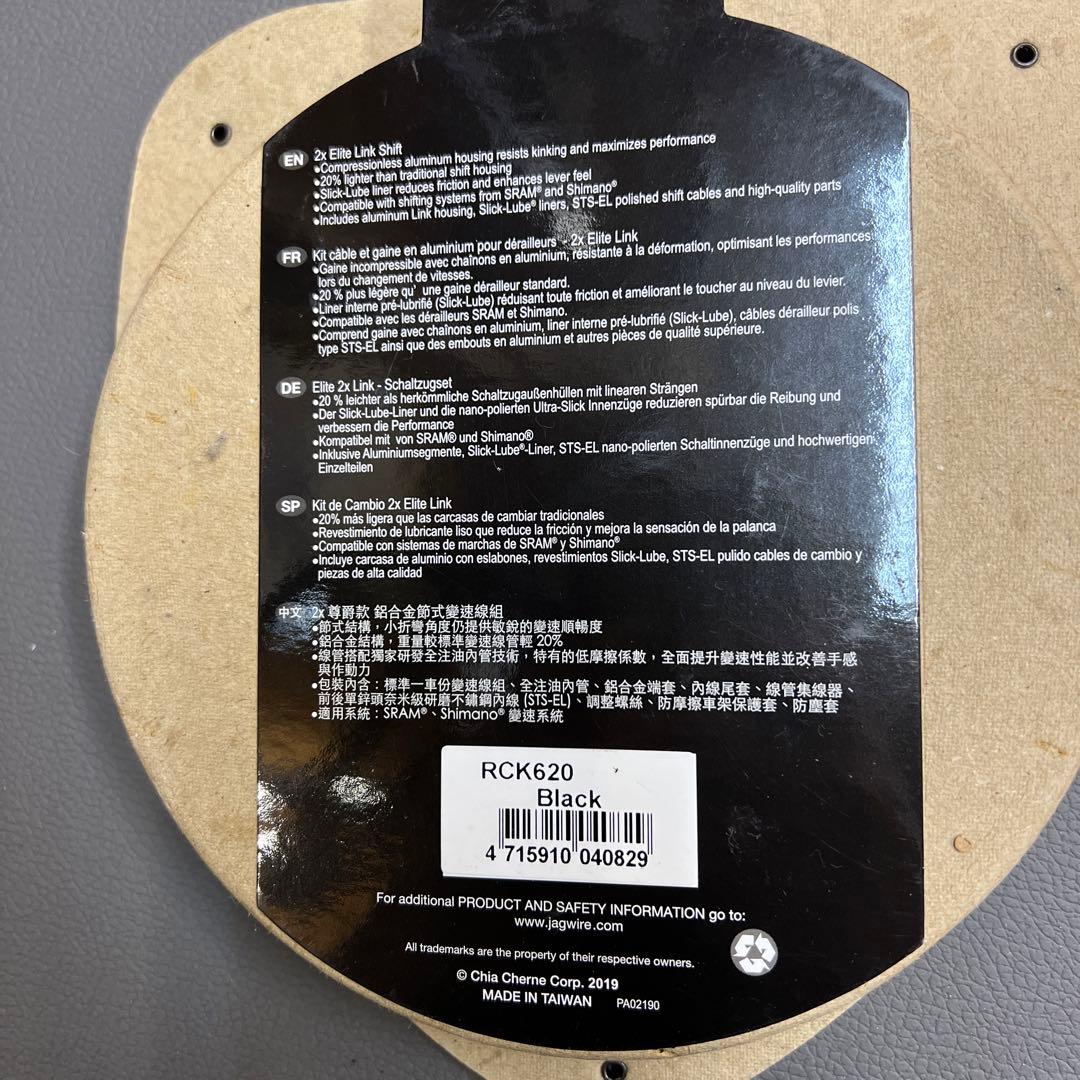 EN
2x Elite Link Shift
•Compressionless aluminum housing resists kinking and maximizes performance
•20% lighter than traditional shift housing
•Slick-Lube liner reduces friction and enhances lever feel
•Compatible with shifting systems from SRAM® and Shimano®
•Includes aluminum Link housing, Slick-Lube® liners, STS-EL polished shift cables and high-quality parts
FR
Kit câble et gaine en aluminium pour dérailleurs - 2x Elite Link
•Gaine incompressible avec chaînons en aluminium, résistante à la déformation, optimisant les performances
lors du changement de vitesses.
•20 % plus légère qu' une gaine dérailleur standard.
•Liner interne pré-lubrifié (Slick-Lube) réduisant toute friction et améliorant le toucher au niveau du levier.
•Compatible avec les dérailleurs SRAM et Shimano.
•Comprend gaine avec chaînons en aluminium, liner interne pré-lubrifié (Slick-Lube), câbles dérailleur polis
type STS-EL ainsi que des embouts en aluminium et autres pièces de qualité supérieure.
DE
Elite 2x Link - Schaltzugset
•20 % leichter als herkömmliche Schaltzugaußenhüllen mit linearen Strängen
•Der Slick-Lube-Liner und die nano-polierten Ultra-Slick Innenzüge reduzieren spürbar die Reibung und
verbessern die Performance
•Kompatibel mit von SRAM® und Shimano®
•Inklusive Aluminiumsegmente, Slick-Lube®-Liner, STS-EL nano-polierten Schaltinnenzüge und hochwertigen
Einzelteilen
SP
Kit de Cambio 2x Elite Link
•20% más ligera que las carcasas de cambiar tradicionales
•Revestimiento de lubricante liso que reduce la fricción y mejora la sensación de la palanca
•Compatible con sistemas de marchas de SRAM® y Shimano®
•Incluye carcasa de aluminio con eslabones, revestimientos Slick-Lube, STS-EL pulido cables de cambio y
piezas de alta calidad
中文
2x 尊爵款 鋁合金節式變速線組
•節式結構，小折彎角度仍提供敏銳的變速順暢度
•鋁合金結構，重量較標準變速線管輕 20%
•線管搭配獨家研發全注油內管技術，特有的低摩擦係數，全面提升變速性能並改善手感
與作動力
•包裝內含：標準一車份變速線組、全注油內管、鋁合金端套、內線尾套、線管集線器、
前後單鋅頭奈米級研磨不鏽鋼內線 (STS-EL)、調整螺絲、防摩擦車架保護套、防塵套
•適用系統：SRAM®、Shimano® 變速系統
RCK620
Black
4 715910 040829
For additional PRODUCT AND SAFETY INFORMATION go to:
www.jagwire.com
All trademarks are the property of their respective owners.
© Chia Cherne Corp. 2019
MADE IN TAIWAN PA02190